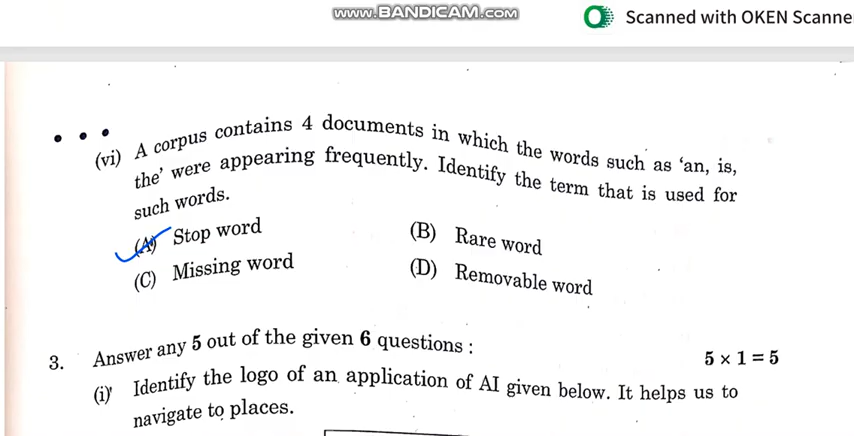 www.BANDICAM.com
Scanned with OKEN Scanne
(vi) A corpus contains 4 documents in which the words such as ‘an, is,
the’ were appearing frequently. Identify the term that is used for
such words.
(A) Stop word (B) Rare word
(C) Missing word (D) Removable word
3. Answer any 5 out of the given 6 questions :
5 × 1 = 5
(i) Identify the logo of an application of AI given below. It helps us to
navigate to places.